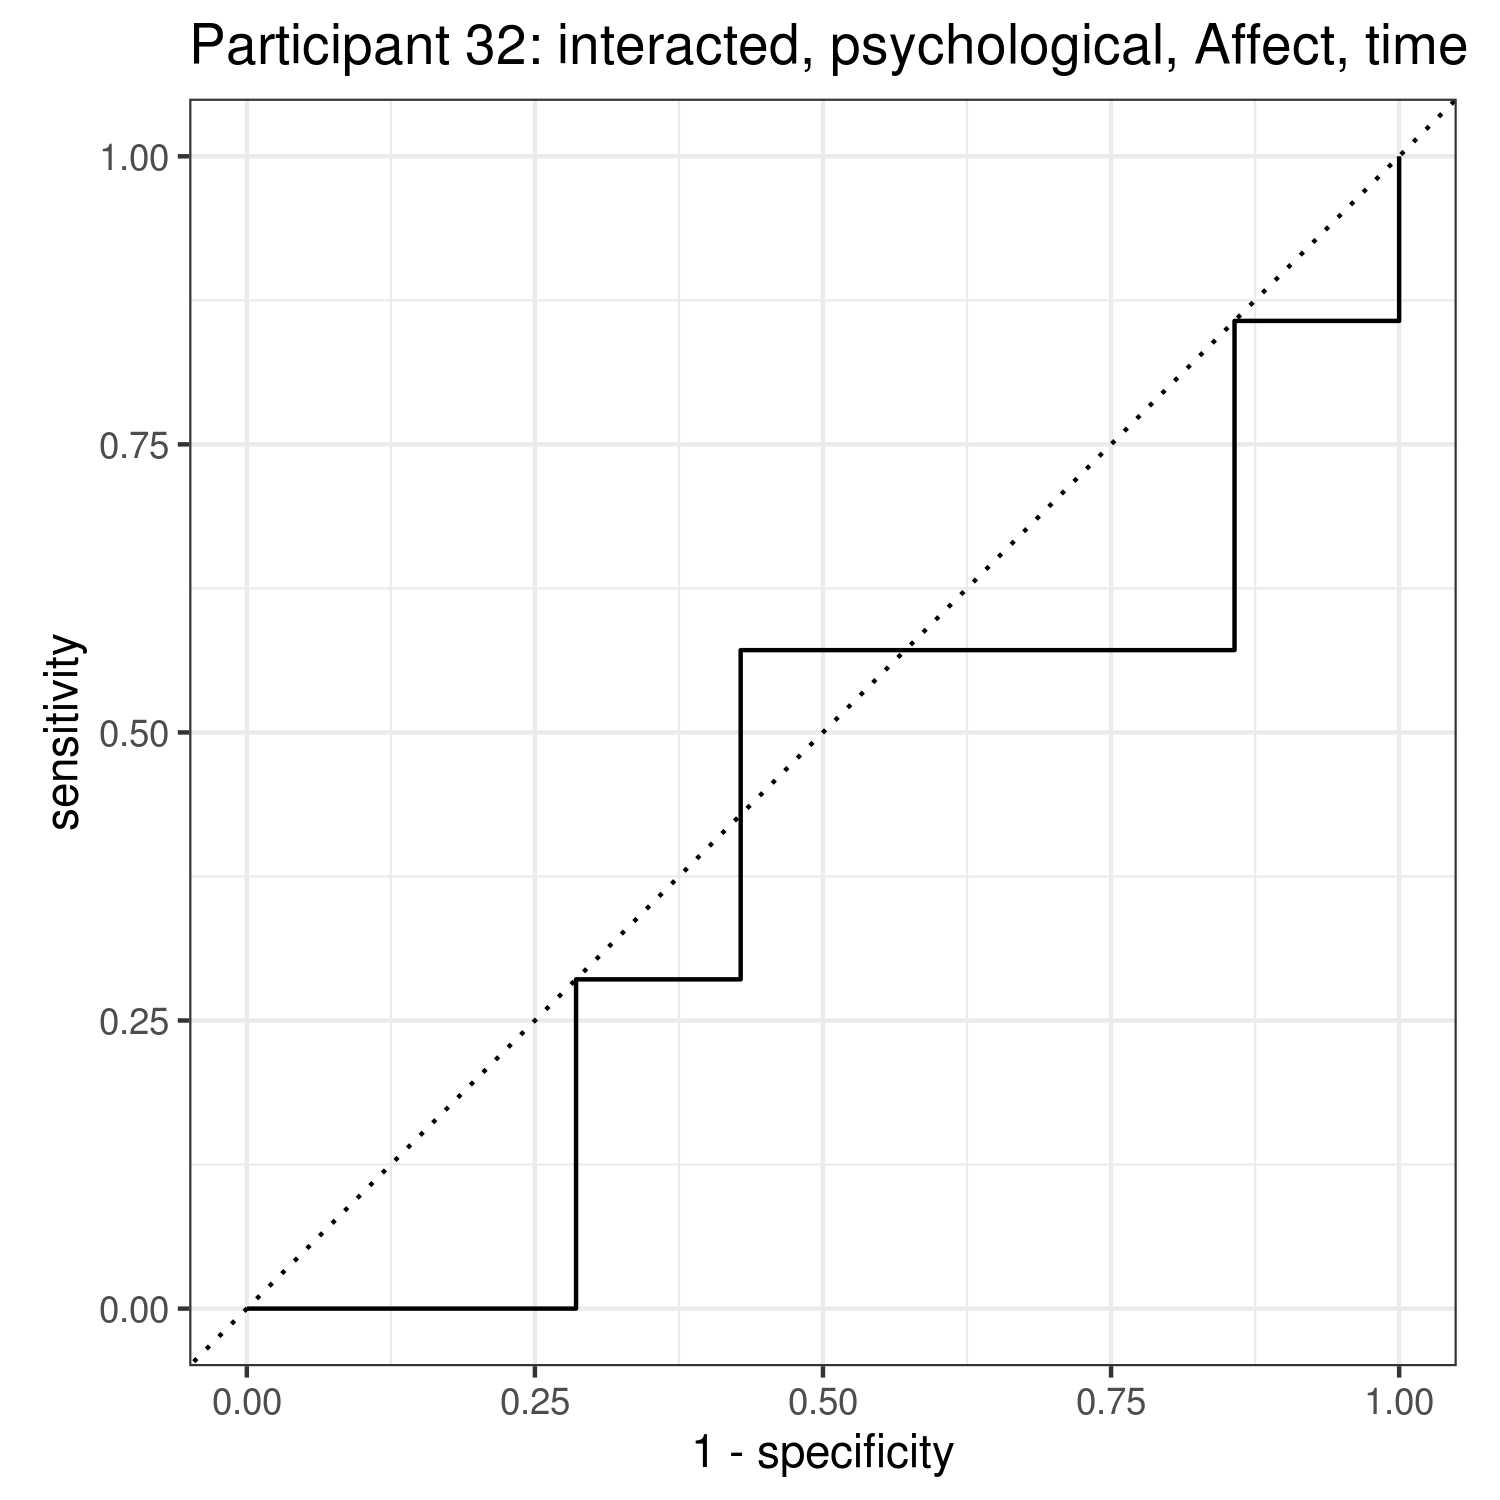 Participant 32: interacted, psychological, Affect, time
1.00
0.75
0.50
0.25
0.00
sensitivity
0.00 0.25 0.50 0.75 1.00
1 - specificity